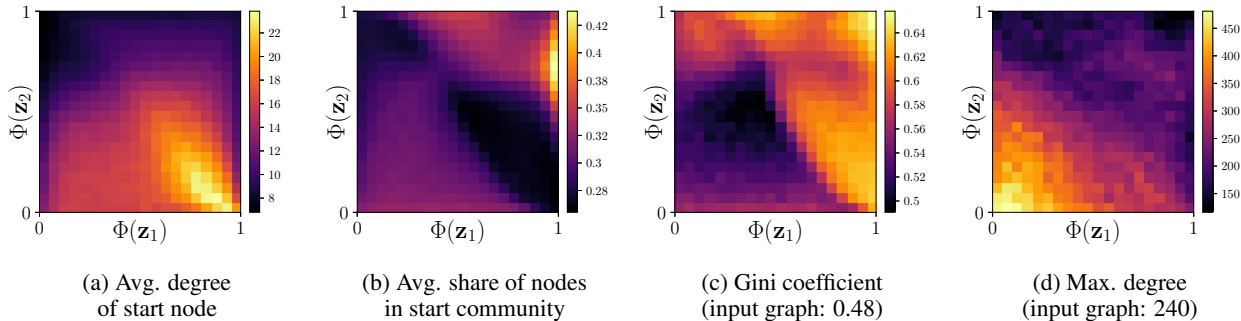 1
Φ(z₂)
0
0
Φ(z₁)
1
22
20
18
16
14
12
10
8
(a) Avg. degree
of start node
1
Φ(z₂)
0
0
Φ(z₁)
1
0.42
0.4
0.38
0.35
0.32
0.3
0.28
(b) Avg. share of nodes
in start community
1
Φ(z₂)
0
0
Φ(z₁)
1
0.64
0.62
0.6
0.58
0.56
0.54
0.52
0.5
(c) Gini coefficient
(input graph: 0.48)
1
Φ(z₂)
0
0
Φ(z₁)
1
450
400
350
300
250
200
150
(d) Max. degree
(input graph: 240)